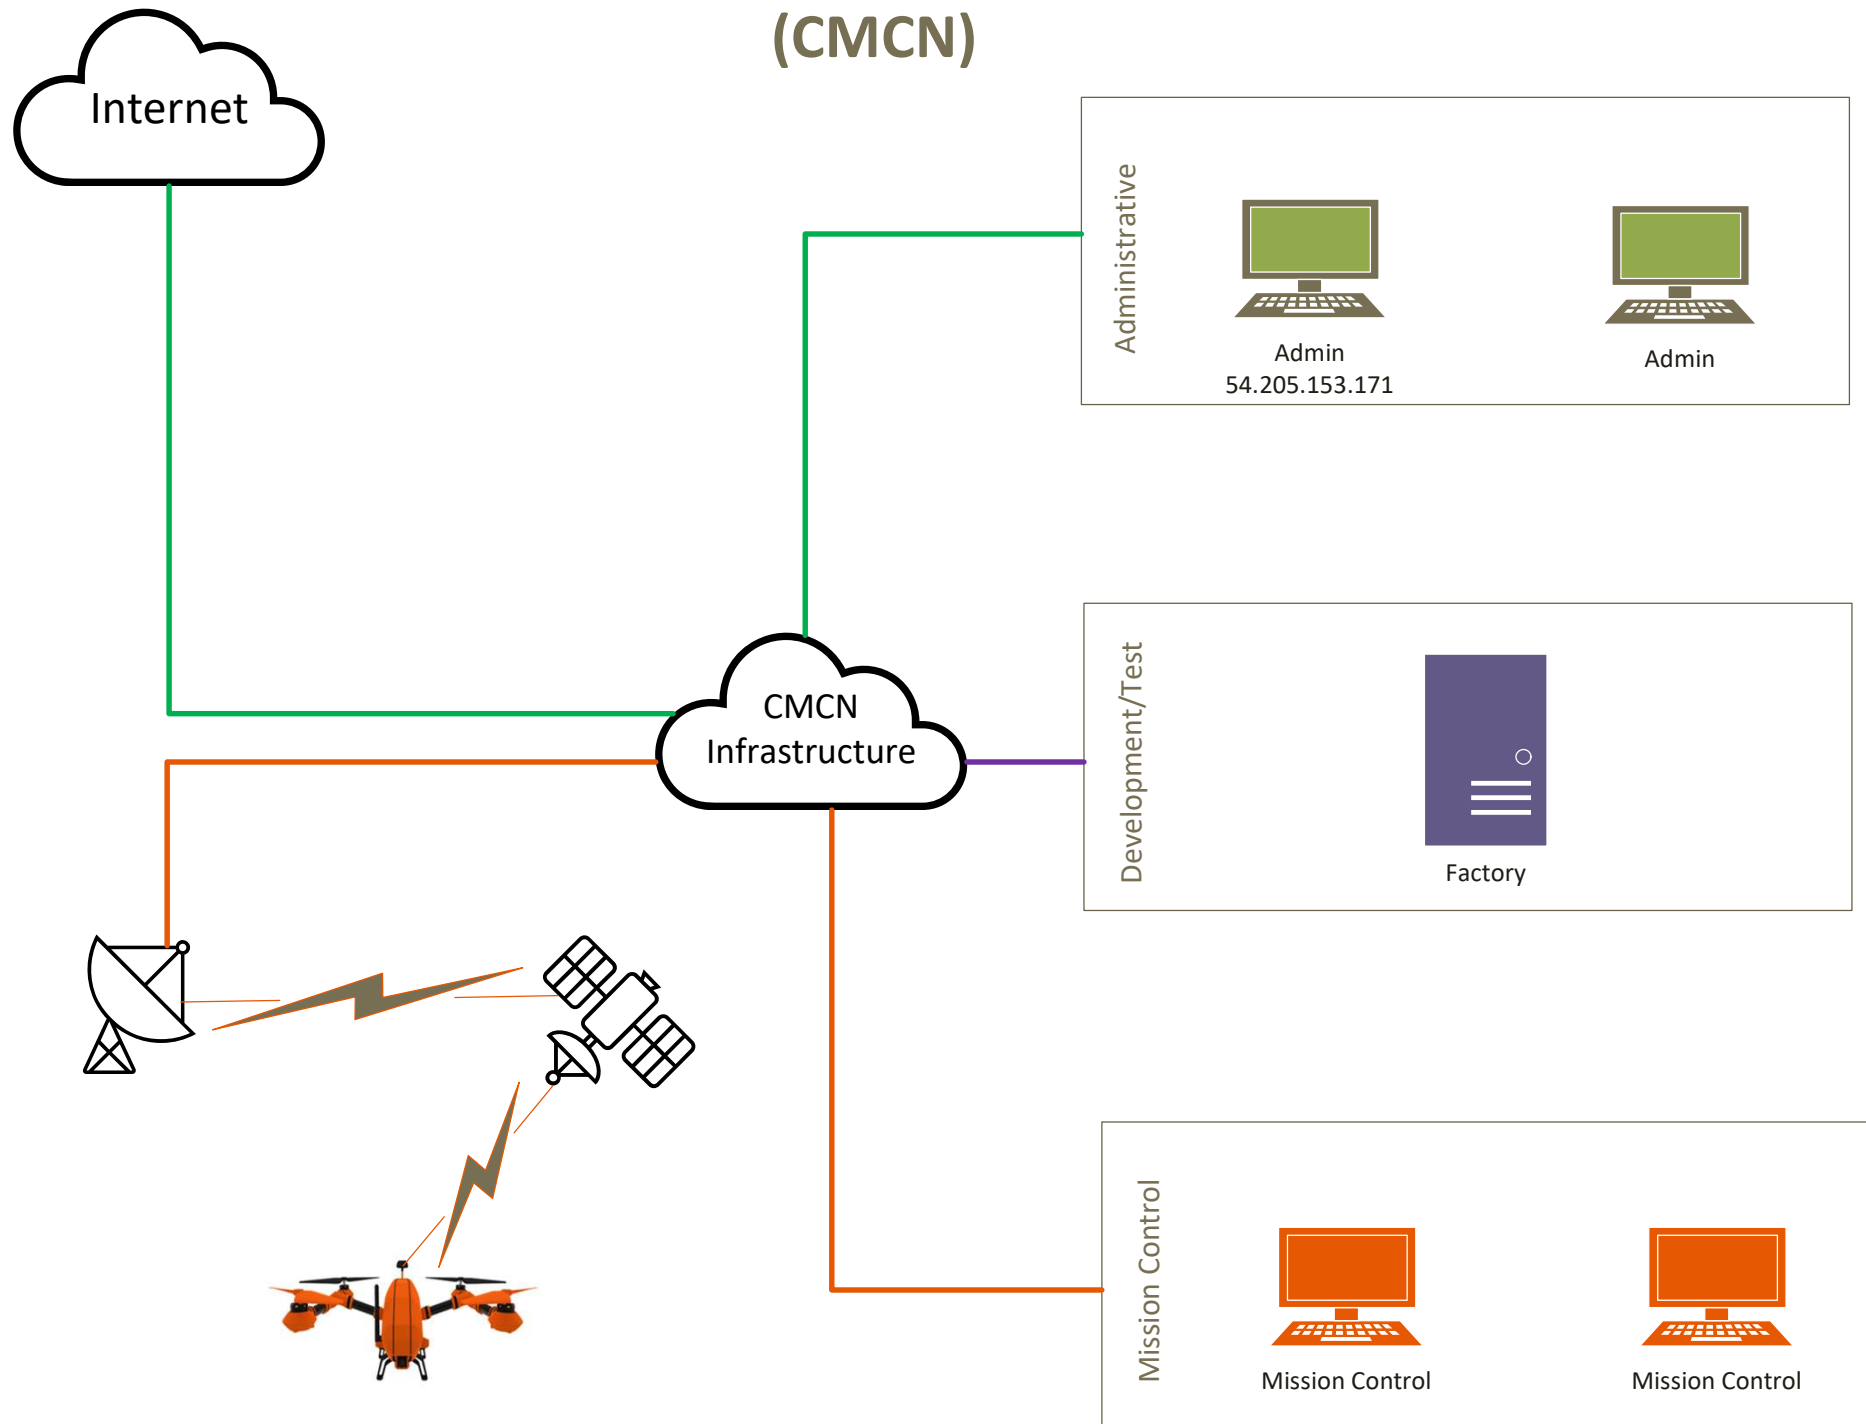 (CMCN)
Internet
Administrative
Admin
54.205.153.171
Admin
CMCN
Infrastructure
Development/Test
Factory
Mission Control
Mission Control
Mission Control